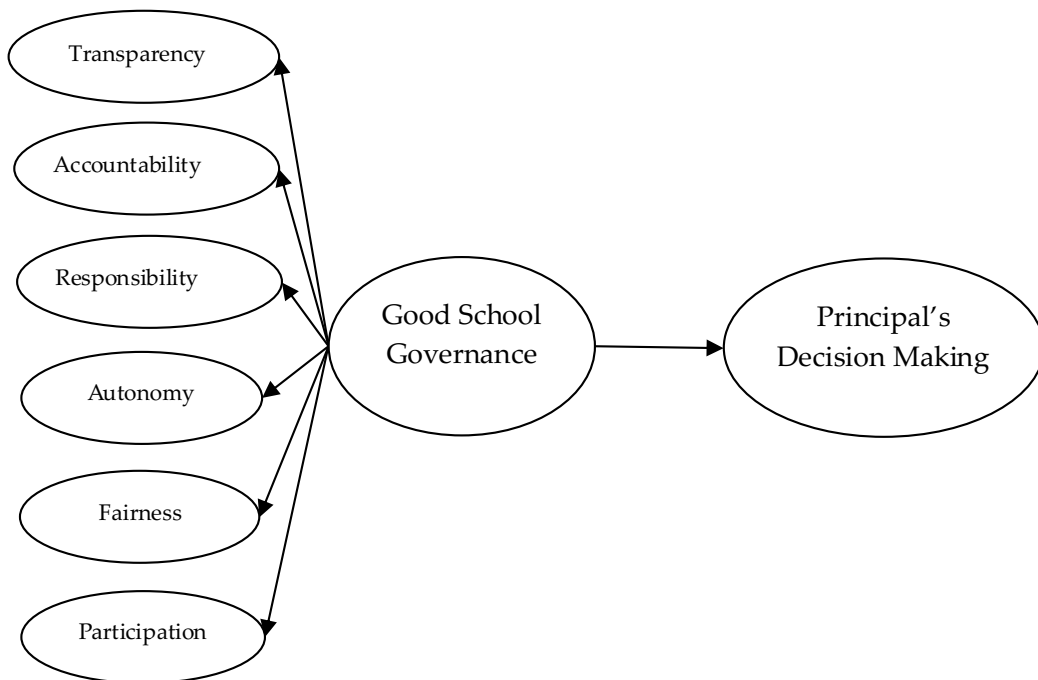 Transparency
Accountability
Responsibility
Autonomy
Fairness
Participation
Good School
Governance
Principal’s
Decision Making